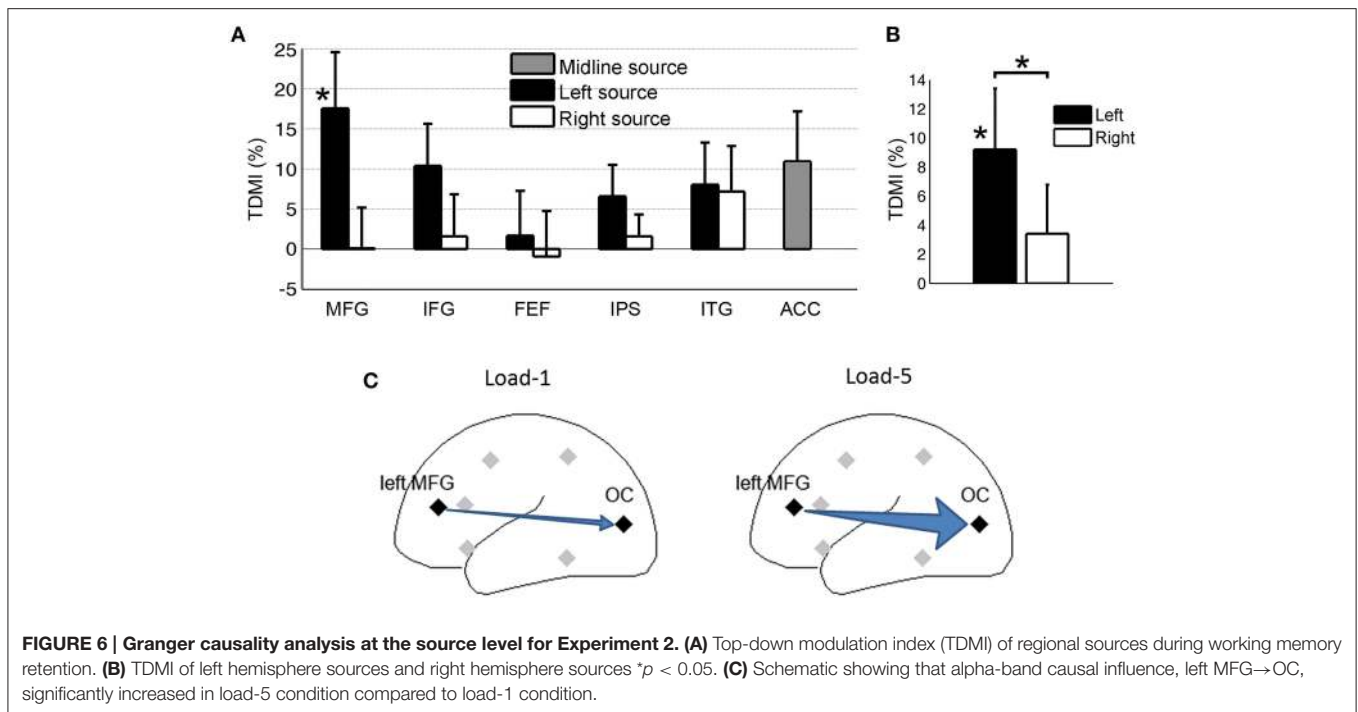 A
TDMI (%)
25
20
15
10
5
0
-5
*
Midline source
Left source
Right source
MFG IFG FEF IPS ITG ACC
B
TDMI (%)
14
12
10
8
6
4
2
0
*
*
Left
Right
C
Load-1
left MFG
OC
Load-5
left MFG
OC
FIGURE 6 | Granger causality analysis at the source level for Experiment 2. (A) Top-down modulation index (TDMI) of regional sources during working memory
retention. (B) TDMI of left hemisphere sources and right hemisphere sources *p < 0.05. (C) Schematic showing that alpha-band causal influence, left MFG→OC,
significantly increased in load-5 condition compared to load-1 condition.